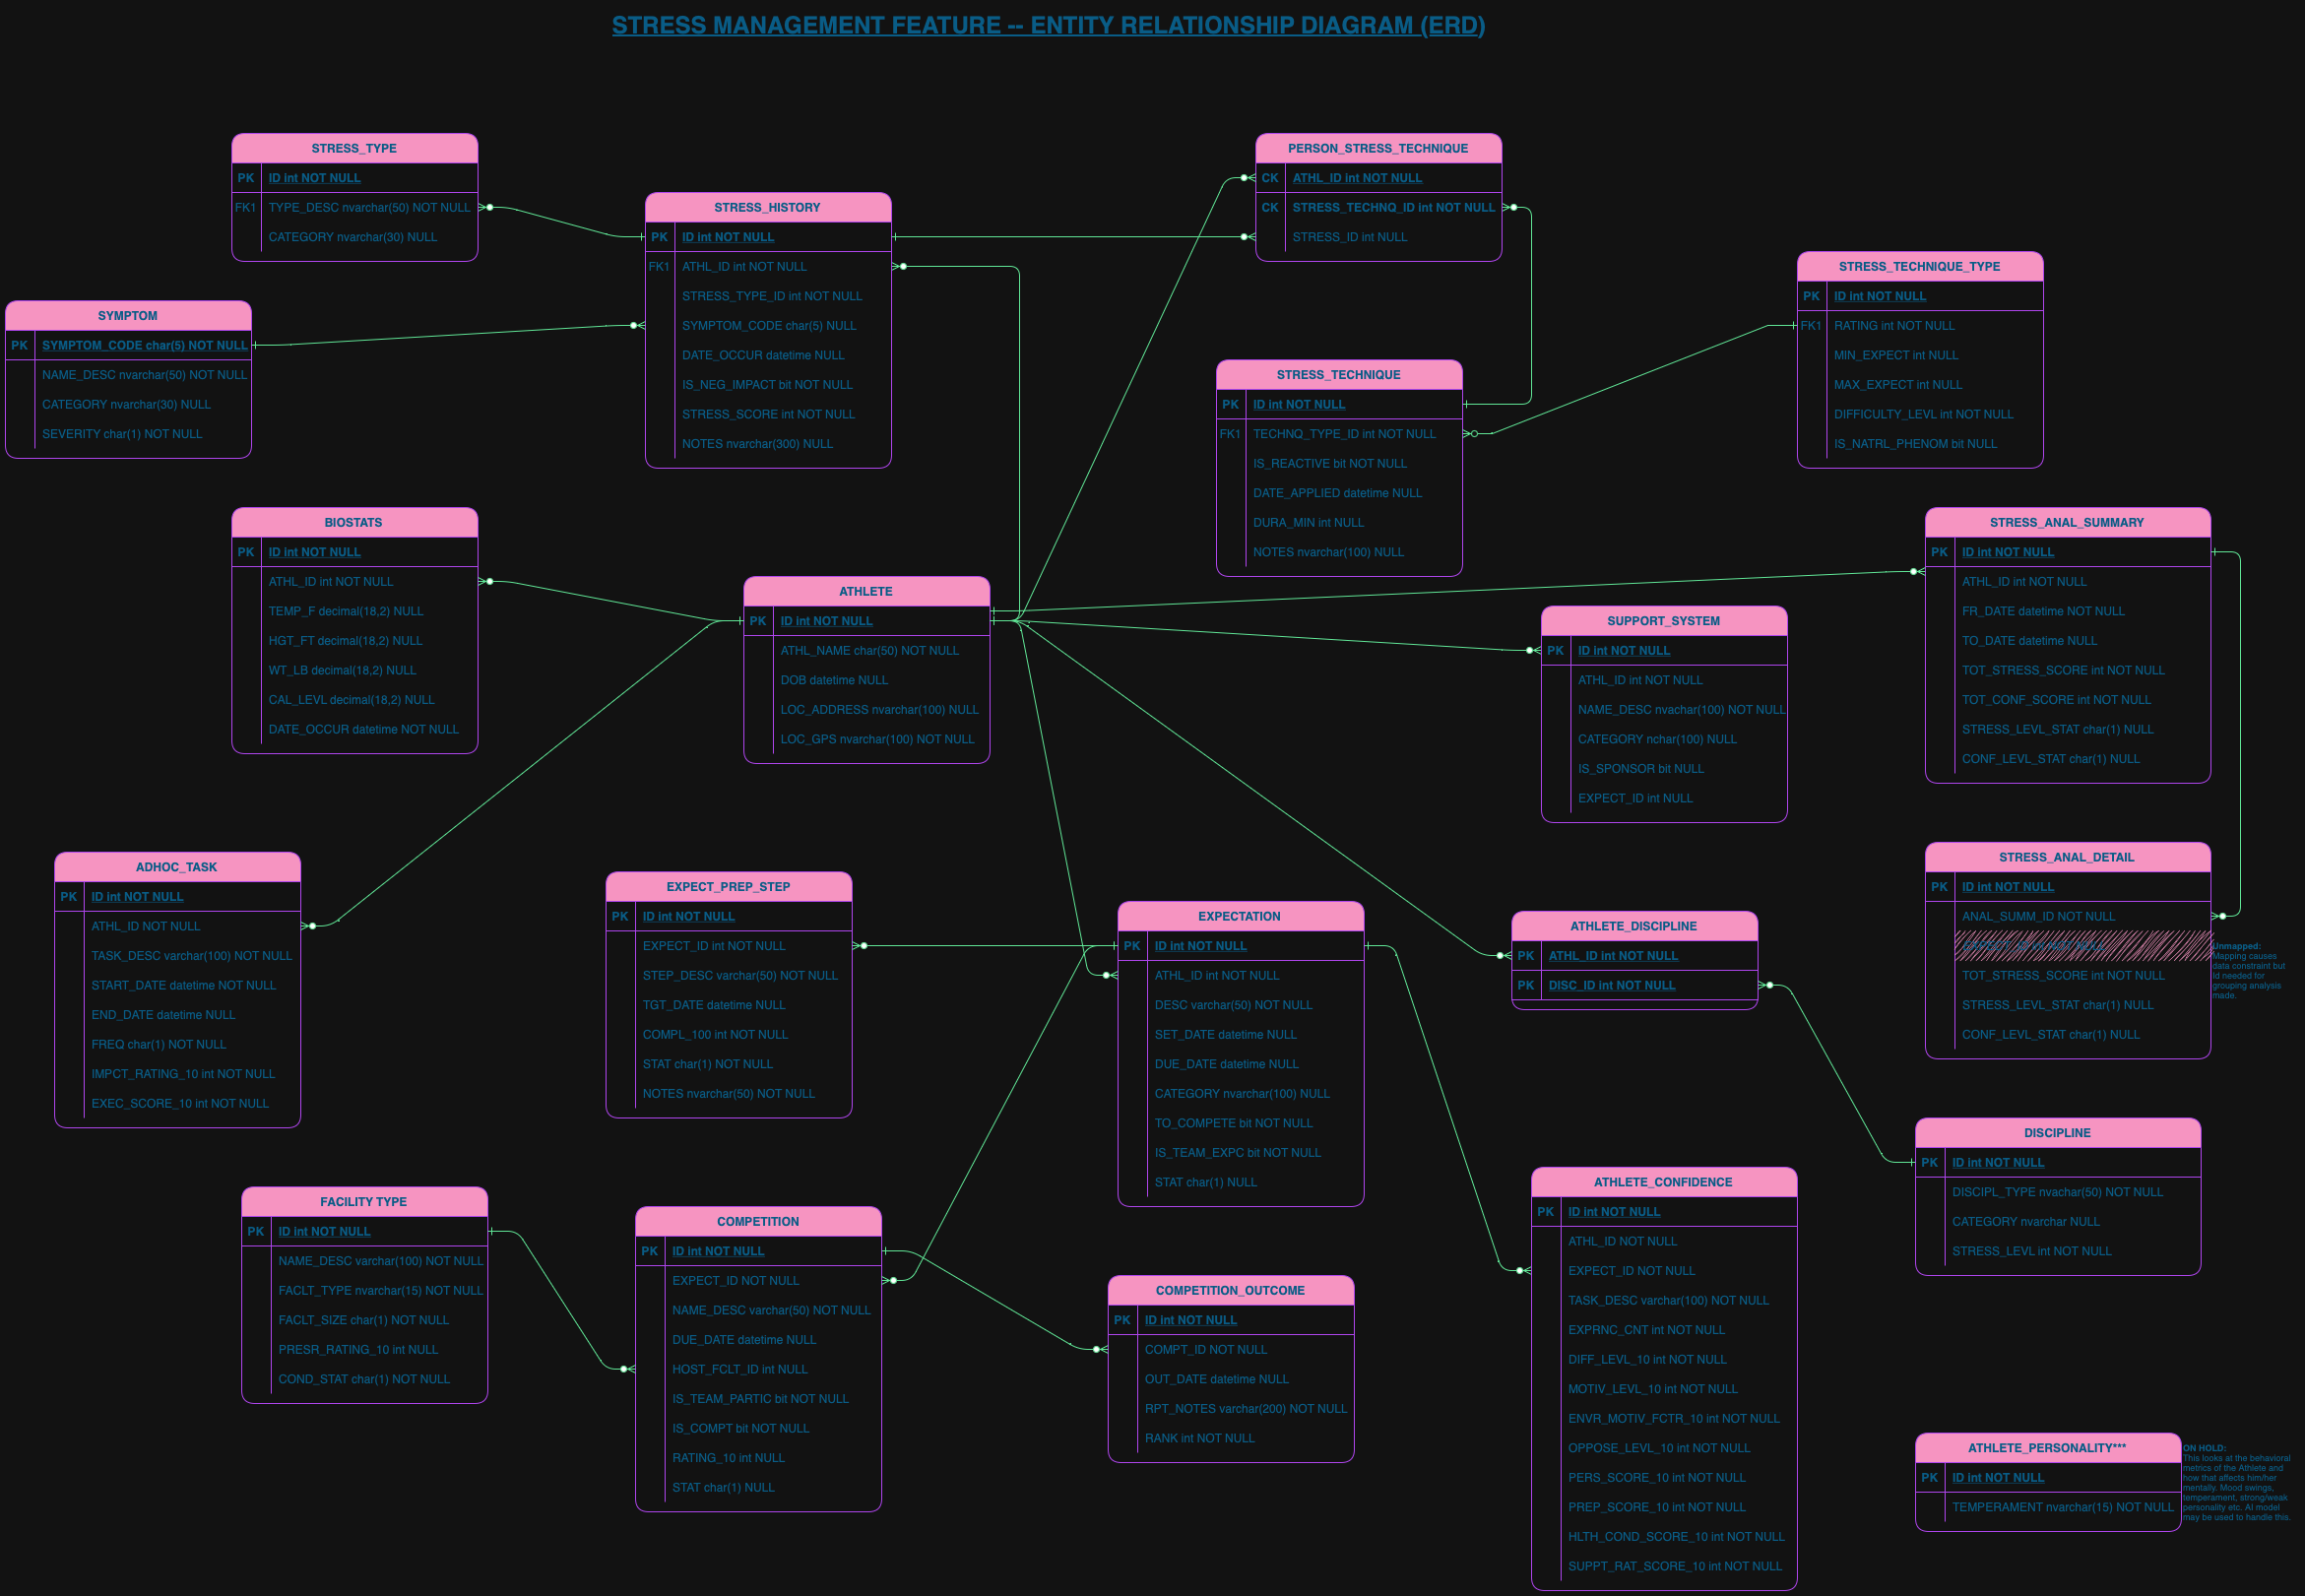 STRESS MANAGEMENT FEATURE -- ENTITY RELATIONSHIP DIAGRAM (ERD)
STRESS_TYPE
PK ID int NOT NULL
FK1 TYPE_DESC nvarchar(50) NOT NULL
CATEGORY nvarchar(30) NULL
STRESS_HISTORY
PK ID int NOT NULL
FK1 ATHL_ID int NOT NULL
STRESS_TYPE_ID int NOT NULL
SYMPTOM_CODE char(5) NULL
DATE_OCCUR datetime NULL
IS_NEG_IMPACT bit NOT NULL
STRESS_SCORE int NOT NULL
NOTES nvarchar(300) NULL
PERSON_STRESS_TECHNIQUE
CK ATHL_ID int NOT NULL
CK STRESS_TECHNQ_ID int NOT NULL
STRESS_ID int NULL
STRESS_TECHNIQUE_TYPE
PK ID int NOT NULL
FK1 RATING int NOT NULL
MIN_EXPECT int NULL
MAX_EXPECT int NULL
DIFFICULTY_LEVL int NOT NULL
IS_NATRL_PHENOM bit NULL
SYMPTOM
PK SYMPTOM_CODE char(5) NOT NULL
NAME_DESC nvarchar(50) NOT NULL
CATEGORY nvarchar(30) NULL
SEVERITY char(1) NOT NULL
STRESS_TECHNIQUE
PK ID int NOT NULL
FK1 TECHNQ_TYPE_ID int NOT NULL
IS_REACTIVE bit NOT NULL
DATE_APPLIED datetime NOT NULL
DURA_MIN int NULL
NOTES nvarchar(100) NULL
BIOSTATS
PK ID int NOT NULL
ATHL_ID int NOT NULL
TEMP_F decimal(18,2) NULL
HGT_FT decimal(18,2) NULL
WT_LB decimal(18,2) NULL
CAL_LEVL decimal(18,2) NULL
DATE_OCCUR datetime NOT NULL
ATHLETE
PK ID int NOT NULL
ATHL_NAME char(50) NOT NULL
DOB datetime NULL
LOC_ADDRESS nvarchar(100) NULL
LOC_GPS nvarchar(100) NOT NULL
SUPPORT_SYSTEM
PK ID int NOT NULL
ATHL_ID int NOT NULL
NAME_DESC nvachar(100) NOT NULL
CATEGORY nchar(100) NULL
IS_SPONSOR bit NULL
EXPECT_ID int NULL
STRESS_ANAL_SUMMARY
PK ID int NOT NULL
ATHL_ID int NOT NULL
FR_DATE datetime NOT NULL
TO_DATE datetime NULL
TOT_STRESS_SCORE int NOT NULL
TOT_CONF_SCORE int NOT NULL
STRESS_LEVL_STAT char(1) NULL
CONF_LEVL_STAT char(1) NULL
ADHOC_TASK
PK ID int NOT NULL
ATHL_ID NOT NULL
TASK_DESC varchar(100) NOT NULL
START_DATE datetime NOT NULL
END_DATE datetime NULL
FREQ char(1) NOT NULL
IMPCT_RATING_10 int NOT NULL
EXEC_SCORE_10 int NOT NULL
EXPECT_PREP_STEP
PK ID int NOT NULL
EXPECT_ID int NOT NULL
STEP_DESC varchar(50) NOT NULL
TGT_DATE datetime NULL
COMPL_100 int NOT NULL
STAT char(1) NOT NULL
NOTES nvarchar(50) NOT NULL
EXPECTATION
PK ID int NOT NULL
ATHL_ID int NOT NULL
DESC varchar(50) NOT NULL
SET_DATE datetime NULL
DUE_DATE datetime NULL
CATEGORY nvarchar(100) NULL
TO_COMPETE bit NOT NULL
IS_TEAM_EXPC bit NOT NULL
STAT char(1) NULL
ATHLETE_DISCIPLINE
PK ATHL_ID int NOT NULL
PK DISC_ID int NOT NULL
STRESS_ANAL_DETAIL
PK ID int NOT NULL
ANAL_SUMM_ID NOT NULL
TOT_STRESS_SCORE int NOT NULL
STRESS_LEVL_STAT char(1) NULL
CONF_LEVL_STAT char(1) NULL
Unmapped:
Mapping causes
data constraint but
Id needed for
grouping analysis
made.
DISCIPLINE
PK ID int NOT NULL
DISCIPL_TYPE nvachar(50) NOT NULL
CATEGORY nvarchar NULL
STRESS_LEVL int NOT NULL
FACILITY TYPE
PK ID int NOT NULL
NAME_DESC varchar(100) NOT NULL
FACLT_TYPE nvarchar(15) NOT NULL
FACLT_SIZE char(1) NOT NULL
PRESR_RATING_10 int NULL
COND_STAT char(1) NOT NULL
COMPETITION
PK ID int NOT NULL
EXPECT_ID NOT NULL
NAME_DESC varchar(50) NOT NULL
DUE_DATE datetime NULL
HOST_FCLT_ID int NULL
IS_TEAM_PARTIC bit NOT NULL
IS_COMPT bit NOT NULL
RATING_10 int NULL
STAT char(1) NULL
COMPETITION_OUTCOME
PK ID int NOT NULL
COMPT_ID NOT NULL
OUT_DATE datetime NULL
RPT_NOTES varchar(200) NOT NULL
RANK int NOT NULL
ATHLETE_CONFIDENCE
PK ID int NOT NULL
ATHL_ID NOT NULL
EXPECT_ID NOT NULL
TASK_DESC varchar(100) NOT NULL
EXPRNC_CNT int NOT NULL
DIFF_LEVL_10 int NOT NULL
MOTIV_LEVL_10 int NOT NULL
ENVR_MOTIV_FCTR_10 int NOT NULL
OPPOSE_LEVL_10 int NOT NULL
PERS_SCORE_10 int NOT NULL
PREP_SCORE_10 int NOT NULL
HLTH_COND_SCORE_10 int NOT NULL
SUPPT_RAT_SCORE_10 int NOT NULL
ATHLETE_PERSONALITY***
PK ID int NOT NULL
TEMPERAMENT nvarchar(15) NOT NULL
ON HOLD:
This looks at the behavioral
metrics of the Athlete and
how that affects him/her
mentally. Mood swings,
temperament, strong/weak
personality etc. AI model
may be used to handle this.